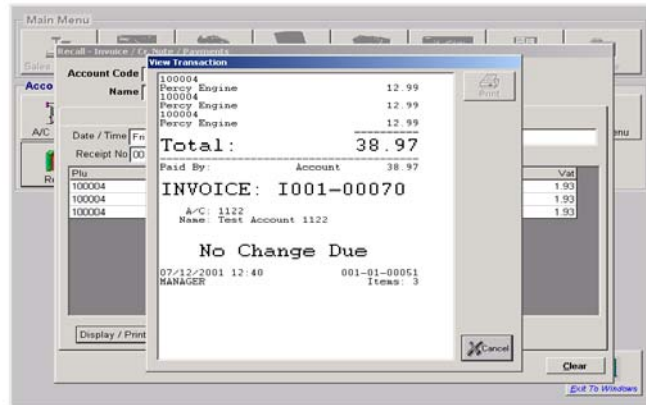 Main Menu
Sales
Recall - Invoice / Cr Note / Payments
View Transaction
Account Code
Name
Acco
A/C
Date / Time Fri
Receipt No 00
Plu
100004
100004
100004
Vat
1.93
1.93
1.93
100004
Percy Engine 12.99
100004
Percy Engine 12.99
100004
Percy Engine 12.99
Total: 38.97
Paid By: Account 38.97
INVOICE: I001-00070
A/C: 1122
Name: Test Account 1122
No Change Due
07/12/2001 12:40 001-01-00051
MANAGER Items: 3
Print
Cancel
Display / Print
Clear
Exit To Windows